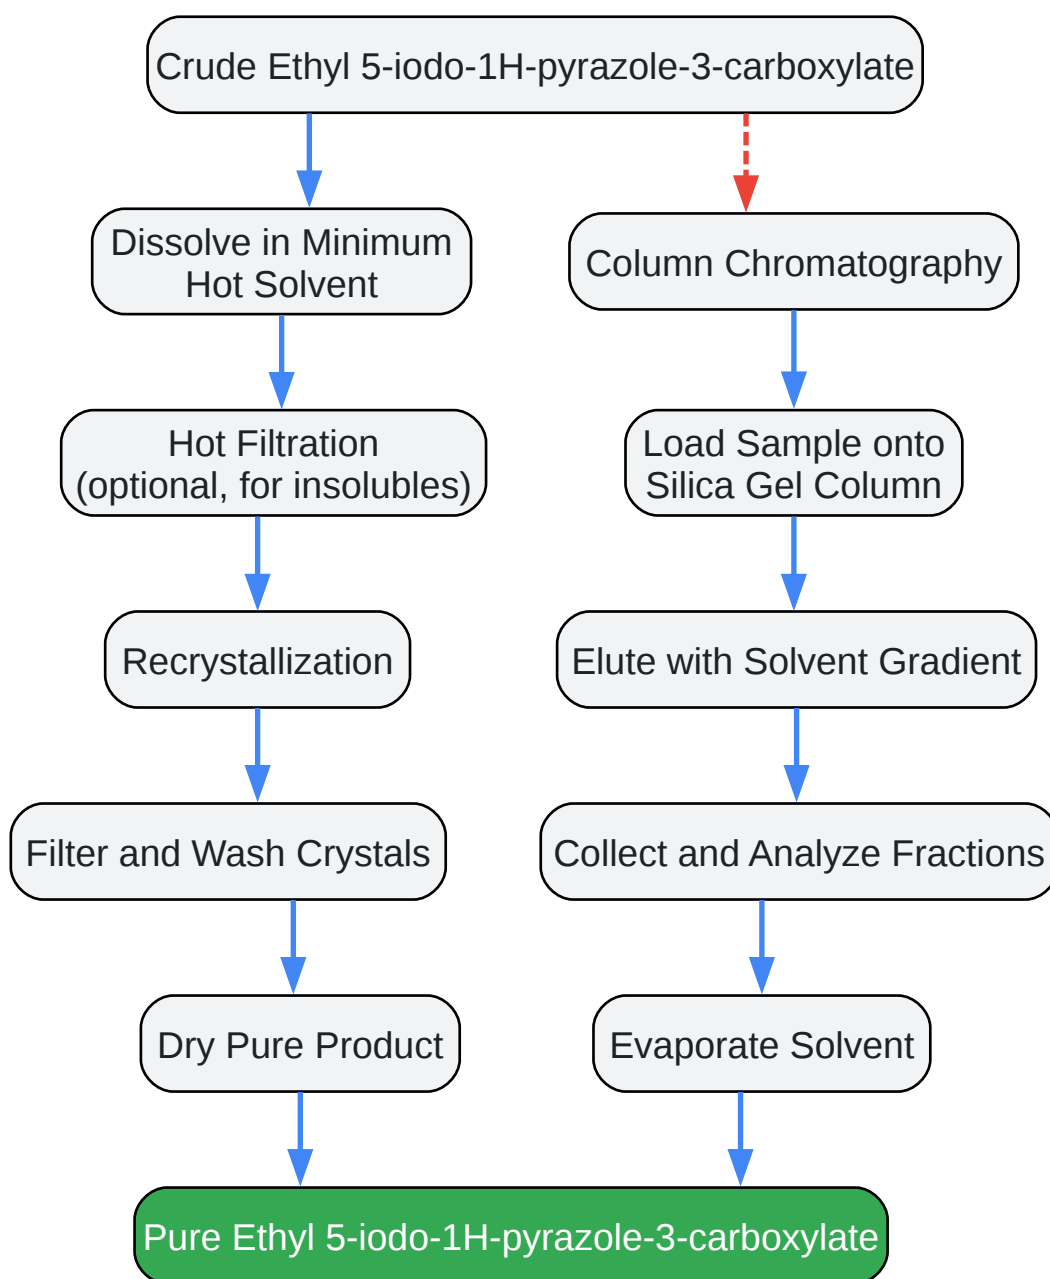 Crude Ethyl 5-iodo-1H-pyrazole-3-carboxylate
Dissolve in Minimum
Hot Solvent
Column Chromatography
Hot Filtration
(optional, for insolubles)
Load Sample onto
Silica Gel Column
Recrystallization
Elute with Solvent Gradient
Filter and Wash Crystals
Collect and Analyze Fractions
Dry Pure Product
Evaporate Solvent
Pure Ethyl 5-iodo-1H-pyrazole-3-carboxylate